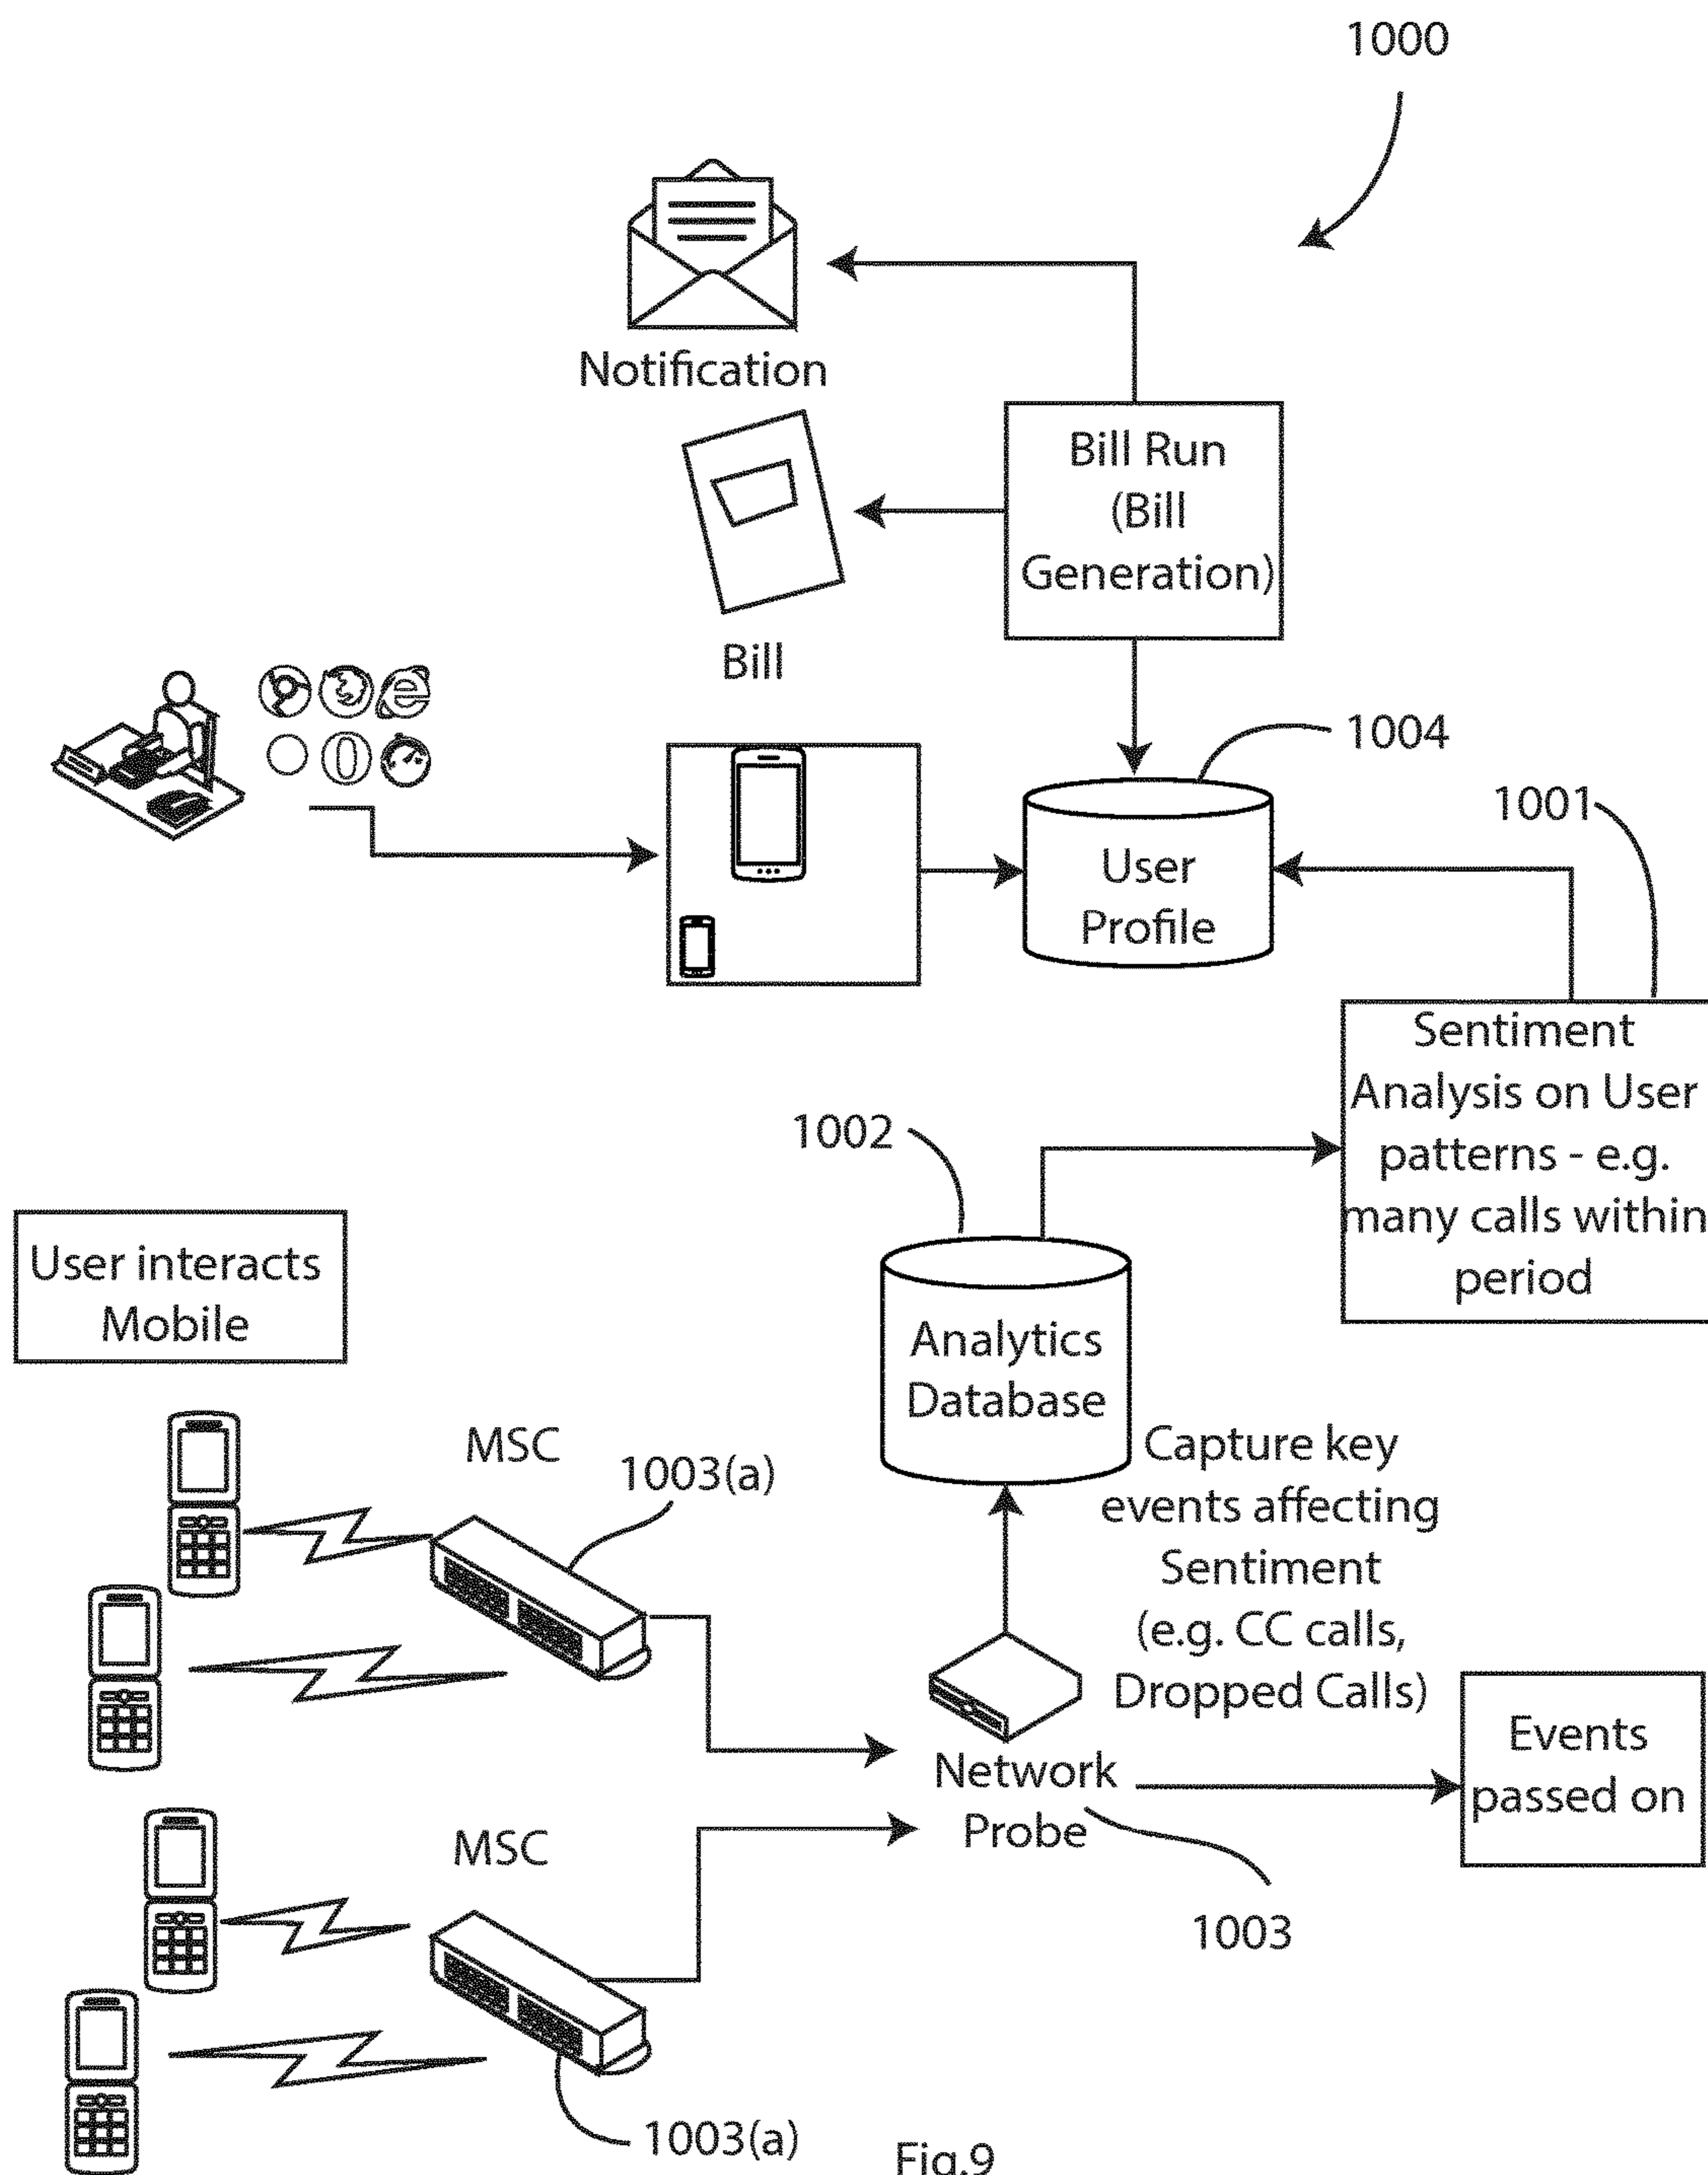 1000
Notification
Bill Run
(Bill
Generation)
Bill
1004
1001
User
Profile
Sentiment
Analysis on User
patterns - e.g.
many calls within
period
1002
User interacts
Mobile
Analytics
Database
MSC
1003(a)
Capture key
events affecting
Sentiment
(e.g. CC calls,
Dropped Calls)
Network
Probe
Events
passed on
MSC
1003
1003(a)
Fig.9